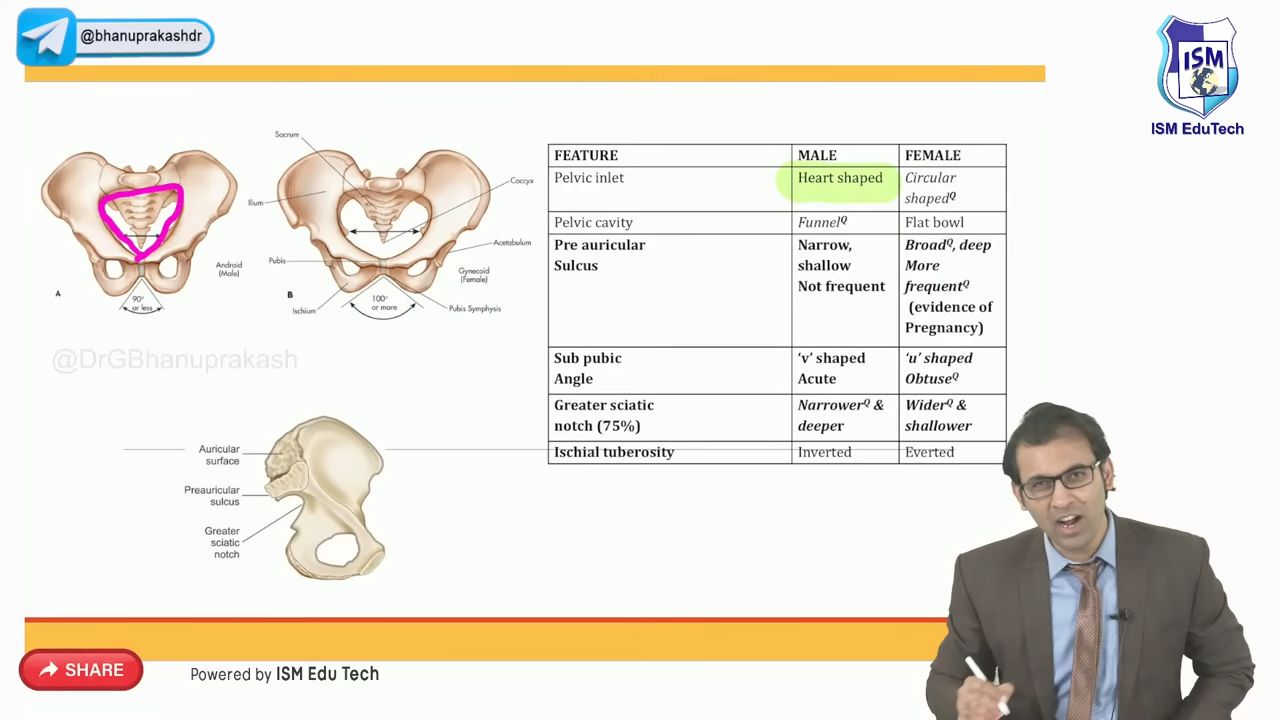 @bhanuprakashdr
ISM
ISM EduTech
Sacrum
Coccyx
Ilium
Acetabulum
Pubis
Android
(Male)
Gynecoid
(Female)
A
B
90°
or less
100°
or more
Ischium
Pubis Symphysis
FEATURE MALE FEMALE
Pelvic inlet Heart shaped Circular
shapedQ
Pelvic cavity FunnelQ Flat bowl
Pre auricular Narrow, BroadQ, deep
Sulcus shallow More
Not frequent frequentQ
(evidence of
Pregnancy)
Sub pubic ‘v’ shaped ‘u’ shaped
Angle Acute ObtuseQ
Greater sciatic NarrowerQ & WiderQ &
notch (75%) deeper shallower
Ischial tuberosity Inverted Everted
@DrGBhanuprakash
Auricular
surface
Preauricular
sulcus
Greater
sciatic
notch
SHARE
Powered by ISM Edu Tech